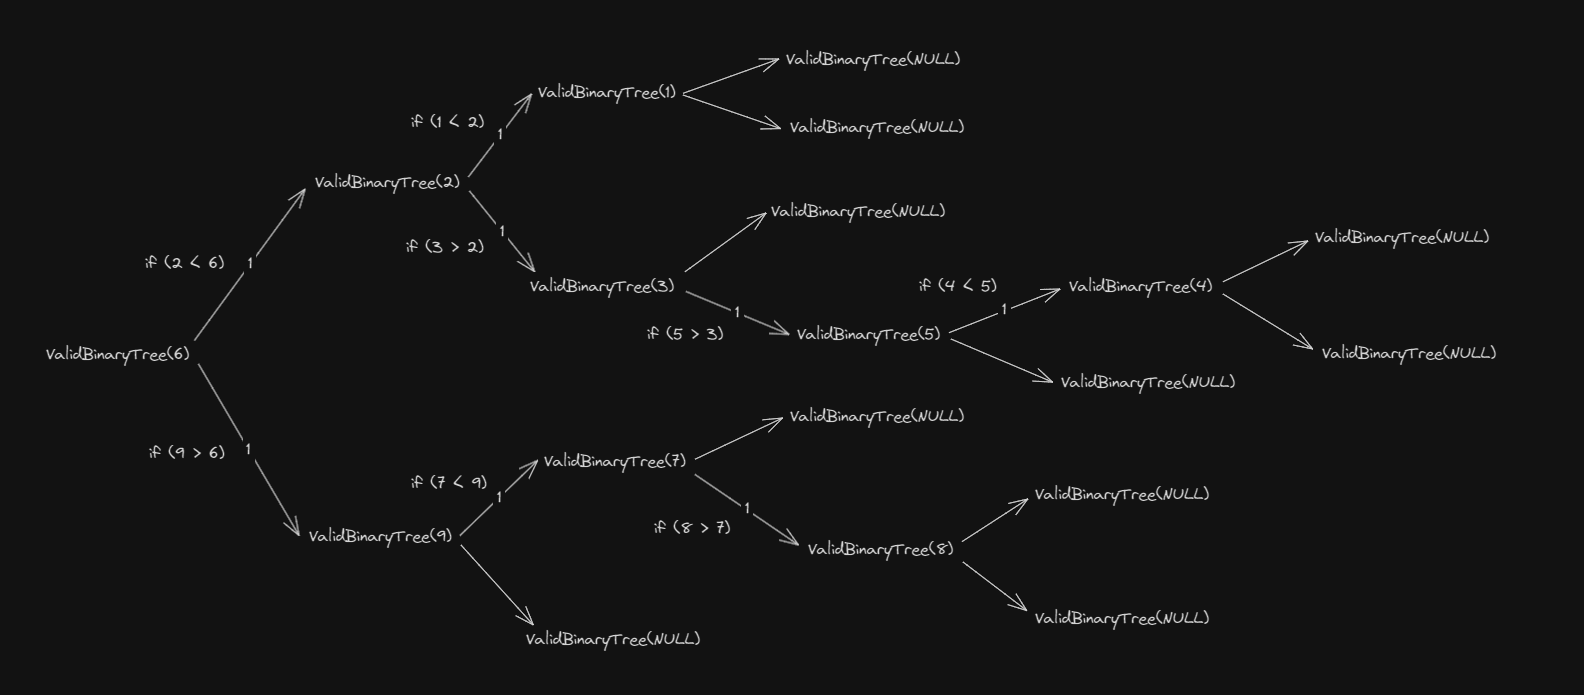 ValidBinaryTree(NULL)
ValidBinaryTree(1)
if (1 < 2)
1
ValidBinaryTree(NULL)
ValidBinaryTree(2)
ValidBinaryTree(NULL)
1
if (3 > 2)
ValidBinaryTree(NULL)
if (2 < 6)
1
ValidBinaryTree(3)
if (4 < 5)
ValidBinaryTree(4)
1
1
if (5 > 3)
ValidBinaryTree(5)
ValidBinaryTree(6)
ValidBinaryTree(NULL)
ValidBinaryTree(NULL)
ValidBinaryTree(NULL)
if (9 > 6)
1
ValidBinaryTree(7)
if (7 < 9)
1
ValidBinaryTree(NULL)
1
if (8 > 7)
ValidBinaryTree(9)
ValidBinaryTree(8)
ValidBinaryTree(NULL)
ValidBinaryTree(NULL)